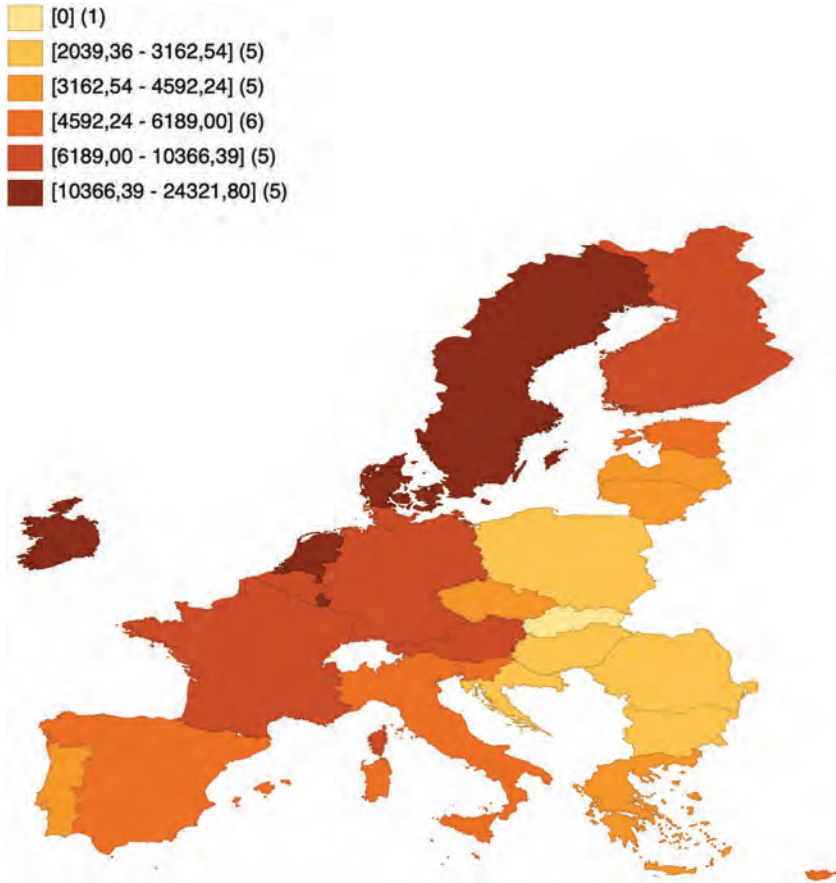 [0] (1)
[2039,36 - 3162,54] (5)
[3162,54 - 4592,24] (5)
[4592,24 - 6189,00] (6)
[6189,00 - 10366,39] (5)
[10366,39 - 24321,80] (5)